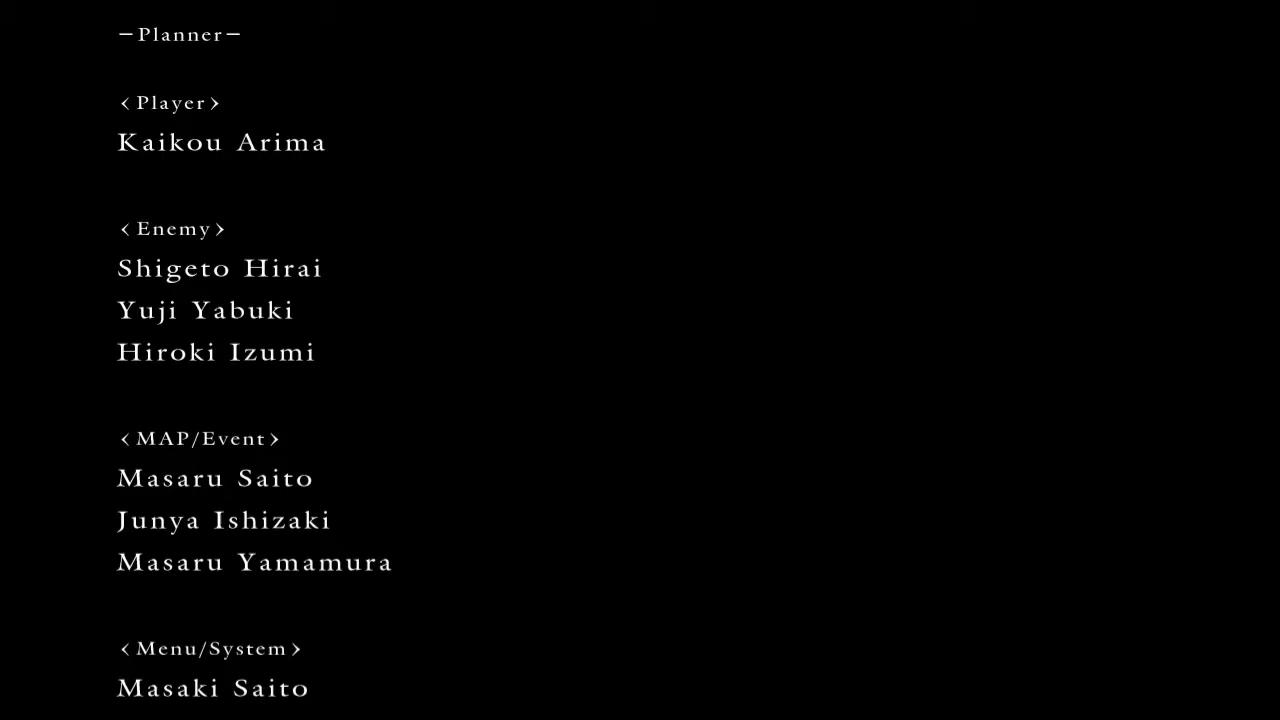 −Planner−
‹Player›
Kaikou Arima
‹Enemy›
Shigeto Hirai
Yuji Yabuki
Hiroki Izumi
‹MAP/Event›
Masaru Saito
Junya Ishizaki
Masaru Yamamura
‹Menu/System›
Masaki Saito